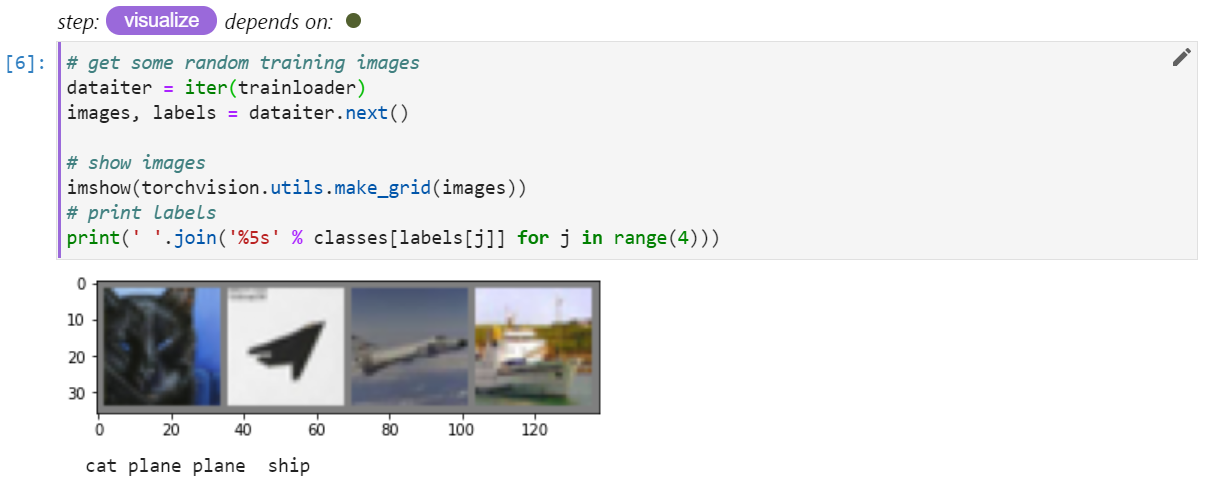 step: visualize depends on:
[6]:
# get some random training images
dataiter = iter(trainloader)
images, labels = dataiter.next()
# show images
imshow(torchvision.utils.make_grid(images))
# print labels
print(' '.join('%5s' % classes[labels[j]] for j in range(4)))
0
10
20
30
0 20 40 60 80 100 120
cat plane plane  ship